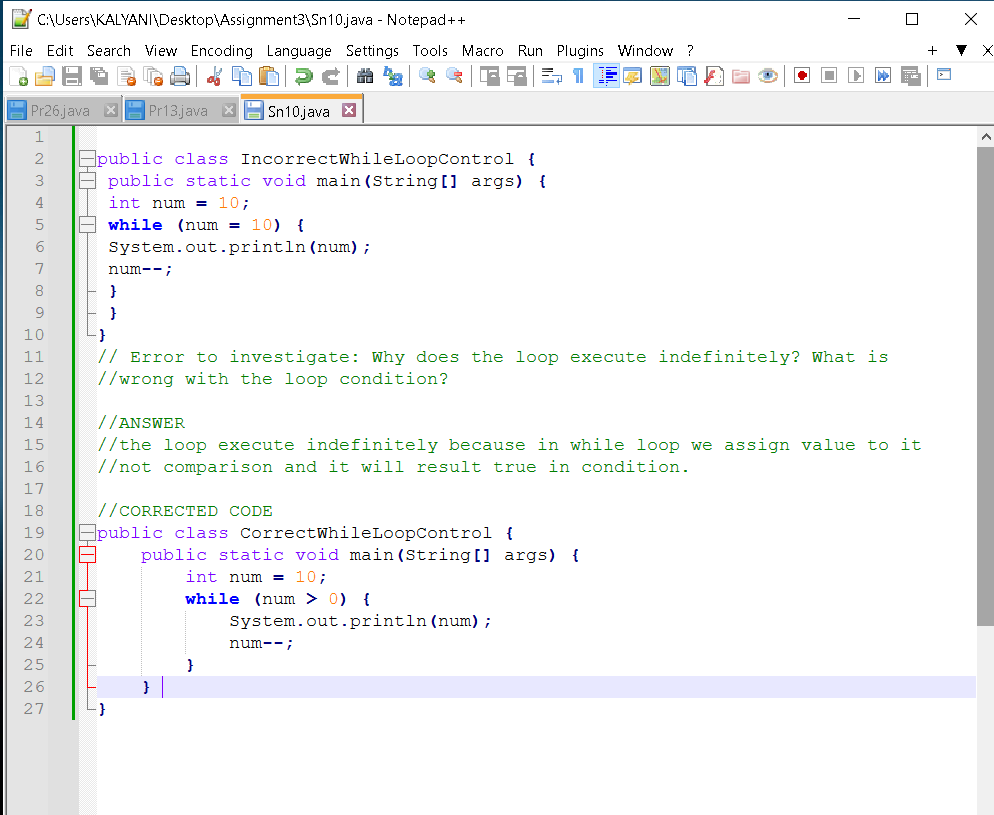 C:\Users\KALYANI\Desktop\Assignment3\Sn10.java - Notepad++
File Edit Search View Encoding Language Settings Tools Macro Run Plugins Window ? + ▼ X
Pr26.java Pr13.java Sn10.java
1
2 public class IncorrectWhileLoopControl {
3 public static void main(String[] args) {
4 int num = 10;
5 while (num = 10) {
6 System.out.println(num);
7 num--;
8 }
9 }
10 }
11 // Error to investigate: Why does the loop execute indefinitely? What is
12 //wrong with the loop condition?
13
14 //ANSWER
15 //the loop execute indefinitely because in while loop we assign value to it
16 //not comparison and it will result true in condition.
17
18 //CORRECTED CODE
19 public class CorrectWhileLoopControl {
20 public static void main(String[] args) {
21 int num = 10;
22 while (num > 0) {
23 System.out.println(num);
24 num--;
25 }
26 }
27 }